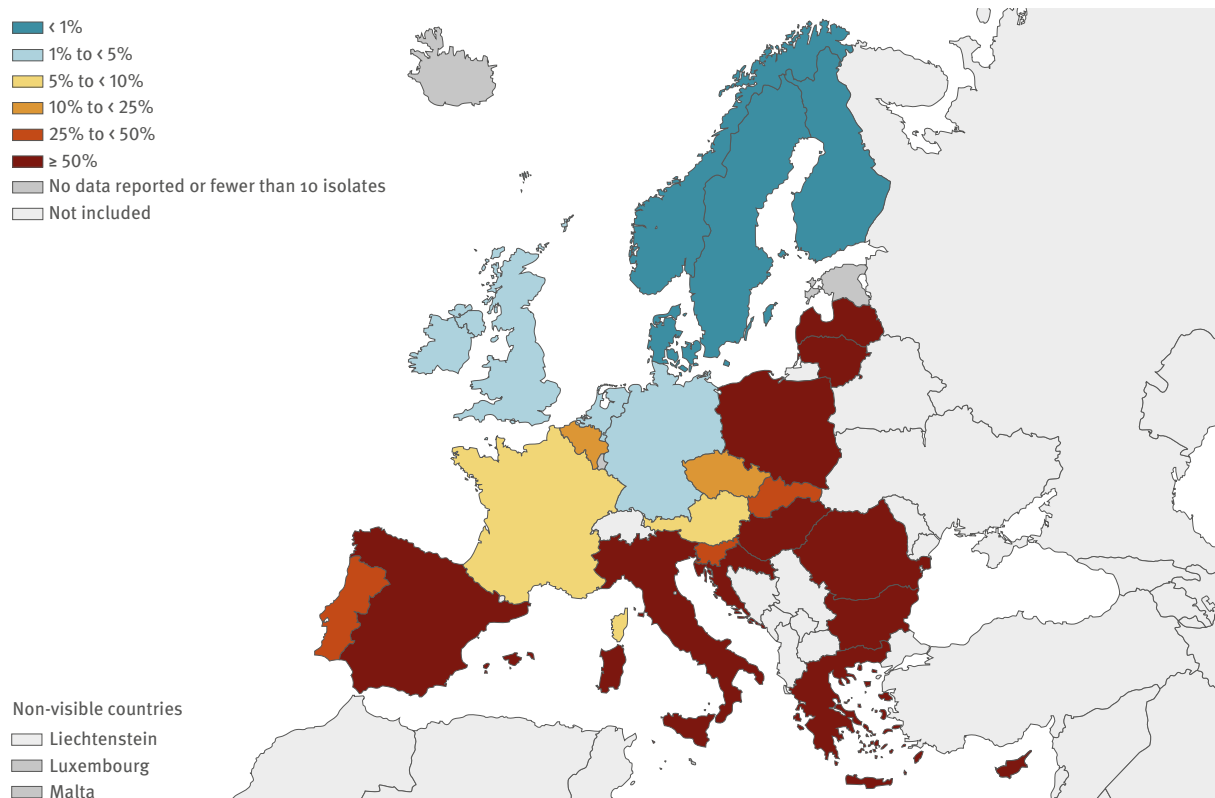 < 1%
1% to < 5%
5% to < 10%
10% to < 25%
25% to < 50%
≥ 50%
No data reported or fewer than 10 isolates
Not included
Non-visible countries
Liechtenstein
Luxembourg
Malta